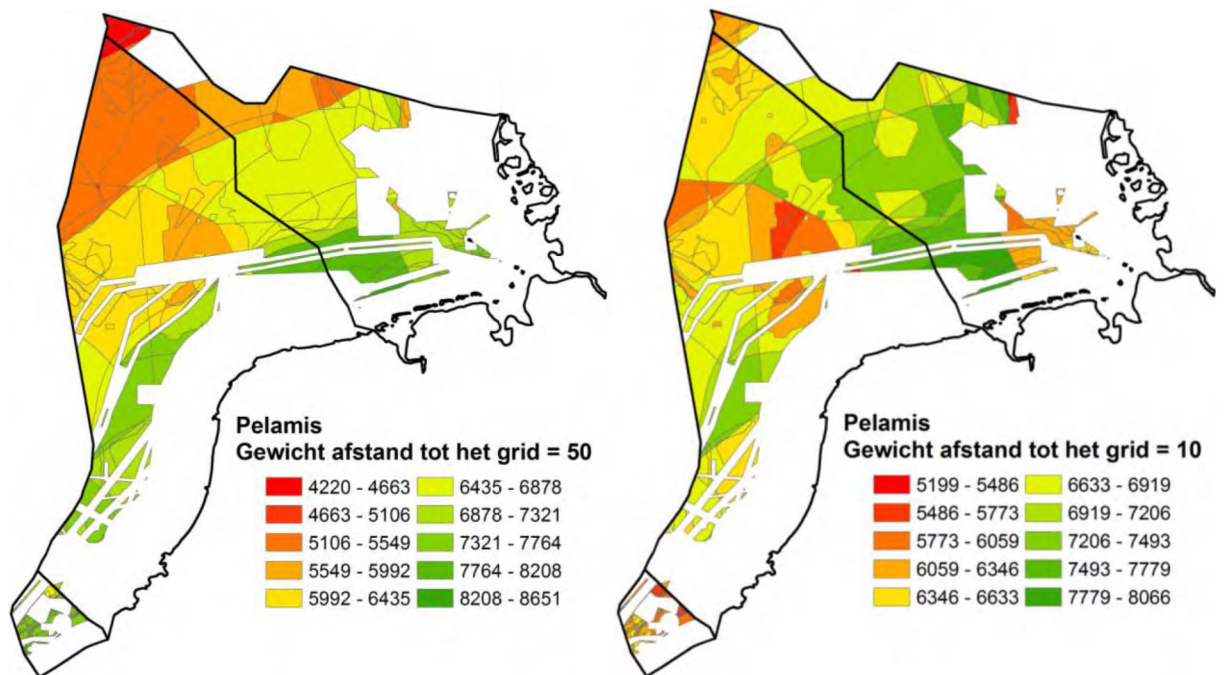 Pelamis
Gewicht afstand tot het grid = 50
4220 - 4663
4663 - 5106
5106 - 5549
5549 - 5992
5992 - 6435
6435 - 6878
6878 - 7321
7321 - 7764
7764 - 8208
8208 - 8651
Pelamis
Gewicht afstand tot het grid = 10
5199 - 5486
5486 - 5773
5773 - 6059
6059 - 6346
6346 - 6633
6633 - 6919
6919 - 7206
7206 - 7493
7493 - 7779
7779 - 8066